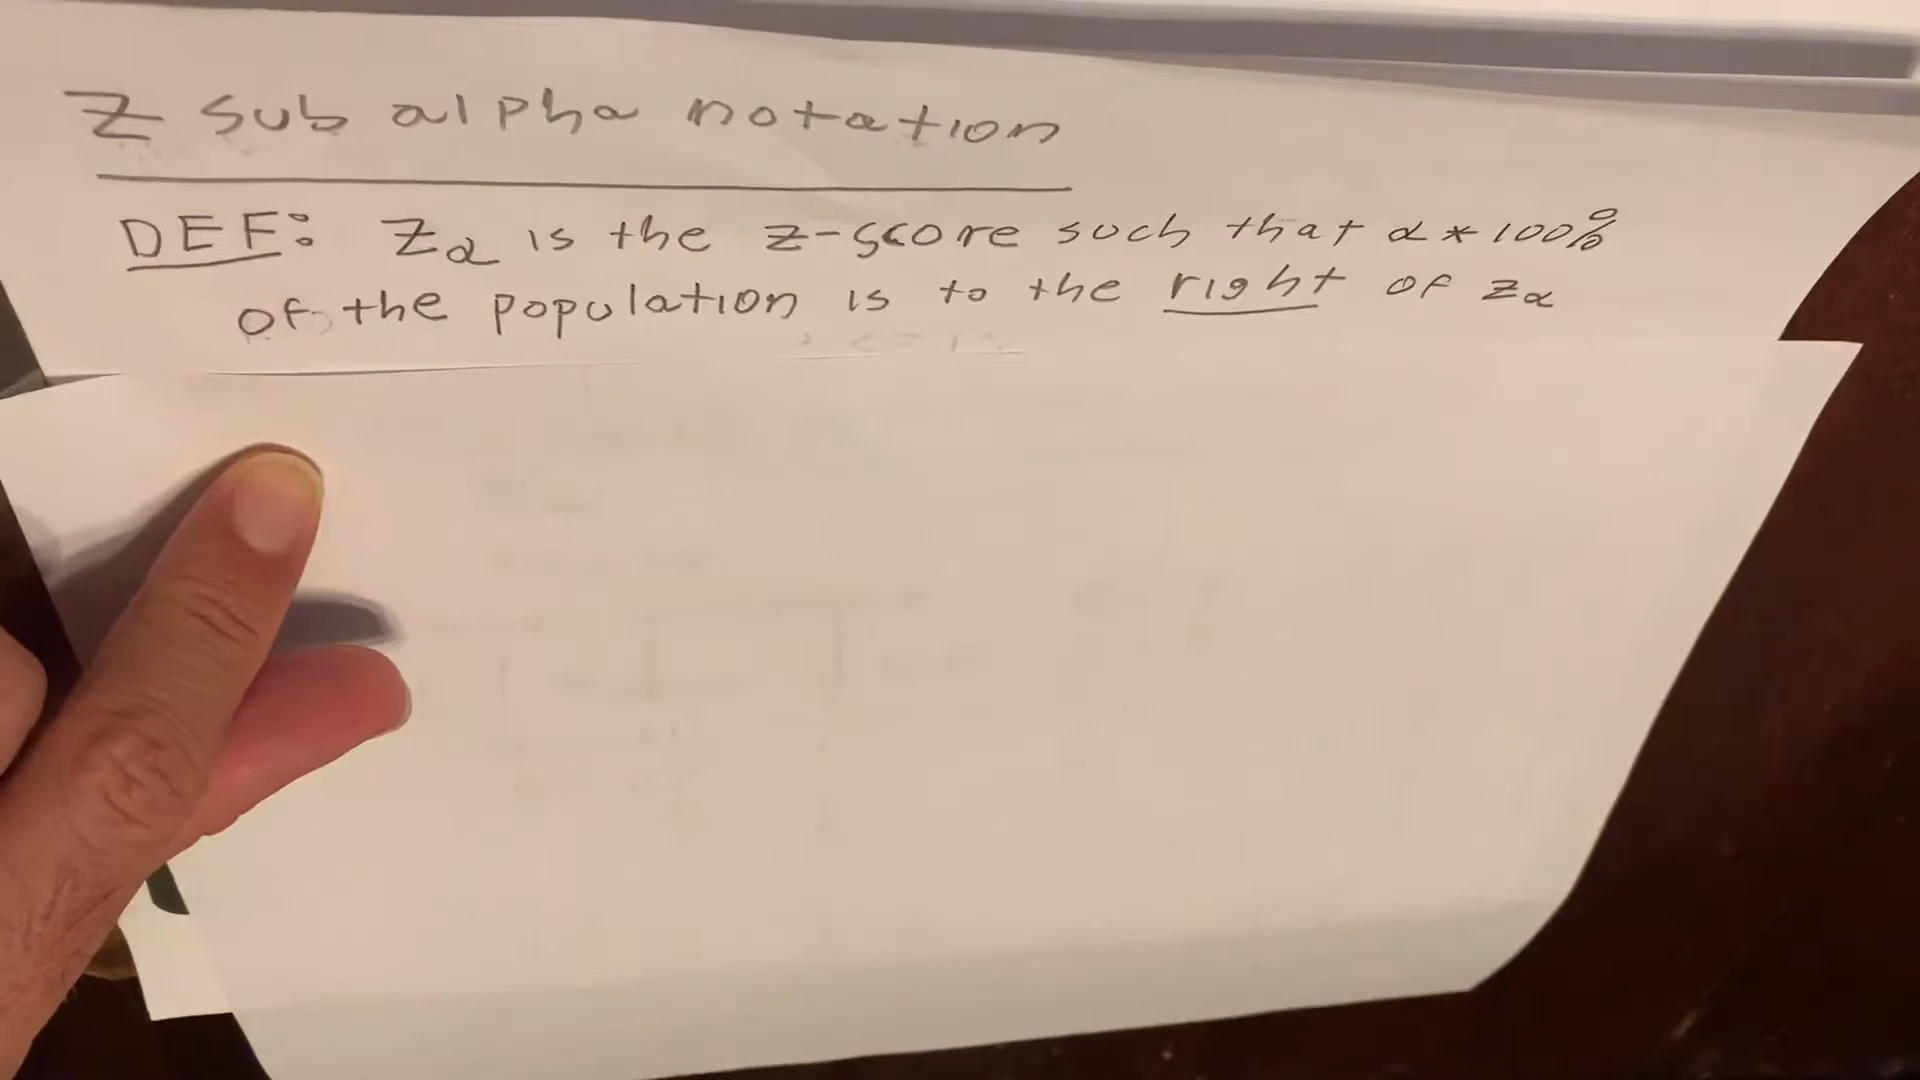 Z sub alpha notation
DEF: Zα is the z-score such that α * 100%
of the population is to the right of zα